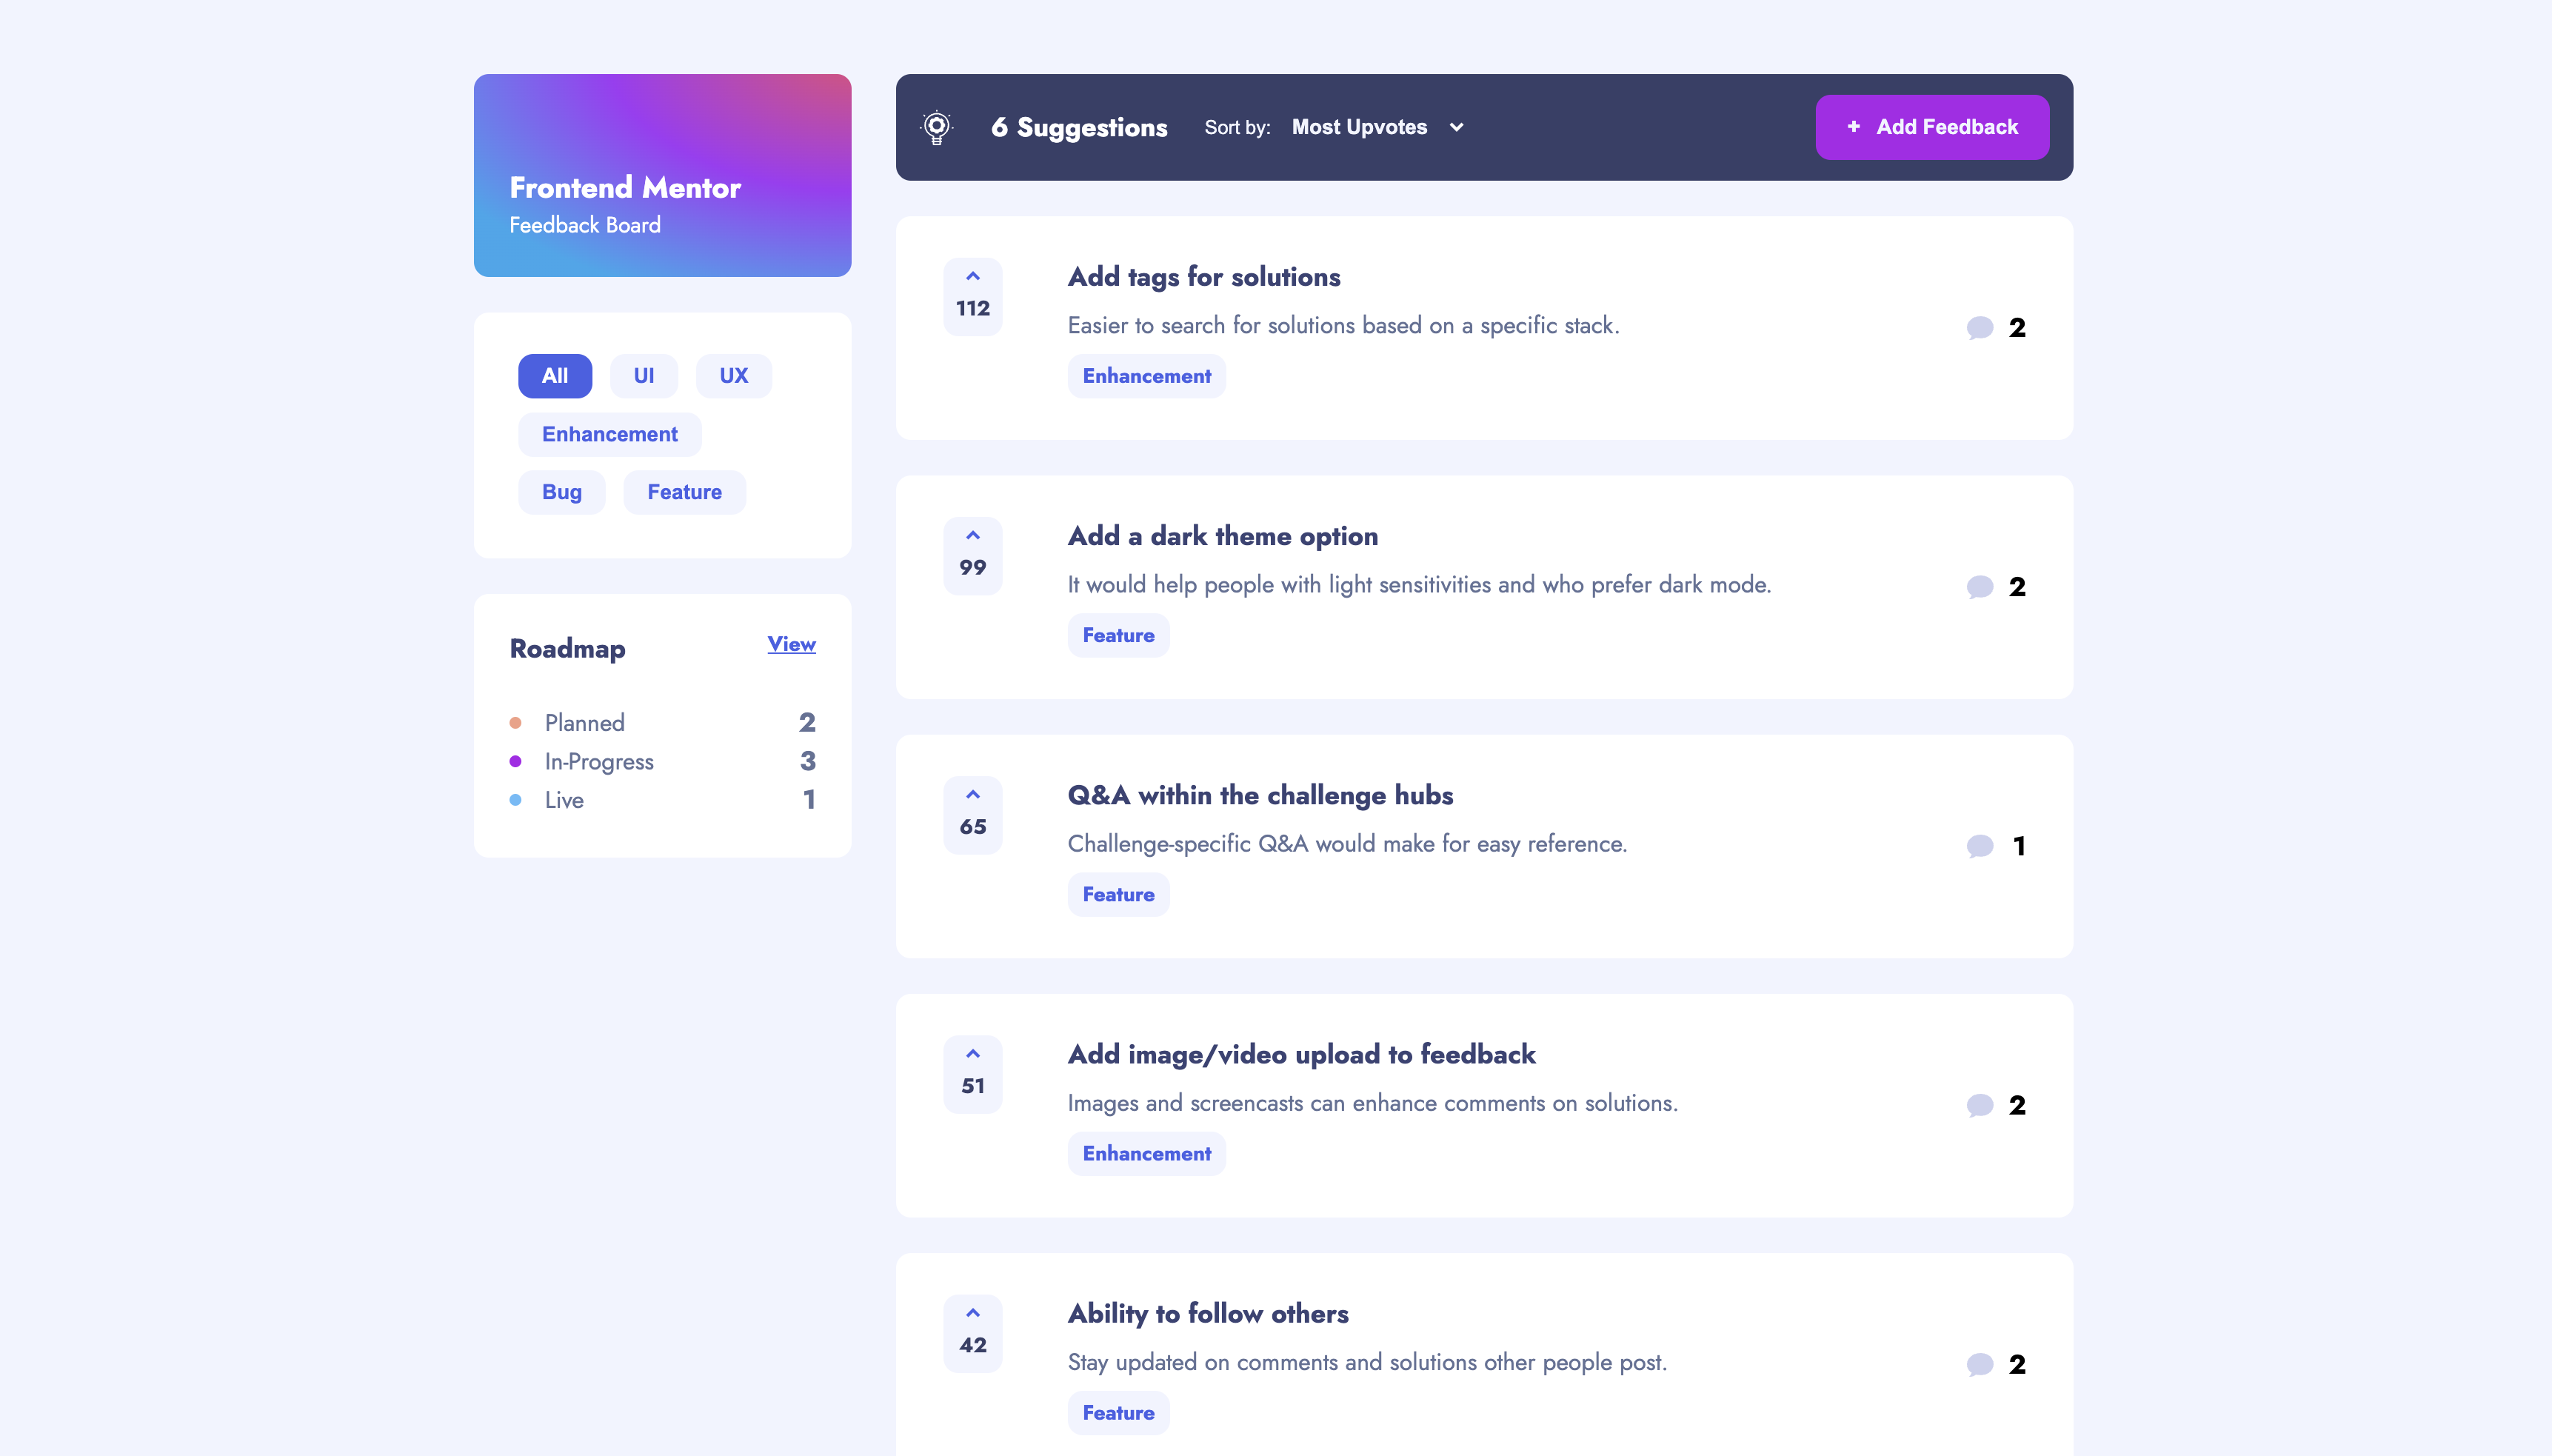 Frontend Mentor
Feedback Board
All UI UX
Enhancement
Bug Feature
Roadmap View
Planned 2
In-Progress 3
Live 1
6 Suggestions Sort by: Most Upvotes + Add Feedback
112
Add tags for solutions
Easier to search for solutions based on a specific stack.
Enhancement
2
99
Add a dark theme option
It would help people with light sensitivities and who prefer dark mode.
Feature
2
65
Q&A within the challenge hubs
Challenge-specific Q&A would make for easy reference.
Feature
1
51
Add image/video upload to feedback
Images and screencasts can enhance comments on solutions.
Enhancement
2
42
Ability to follow others
Stay updated on comments and solutions other people post.
Feature
2